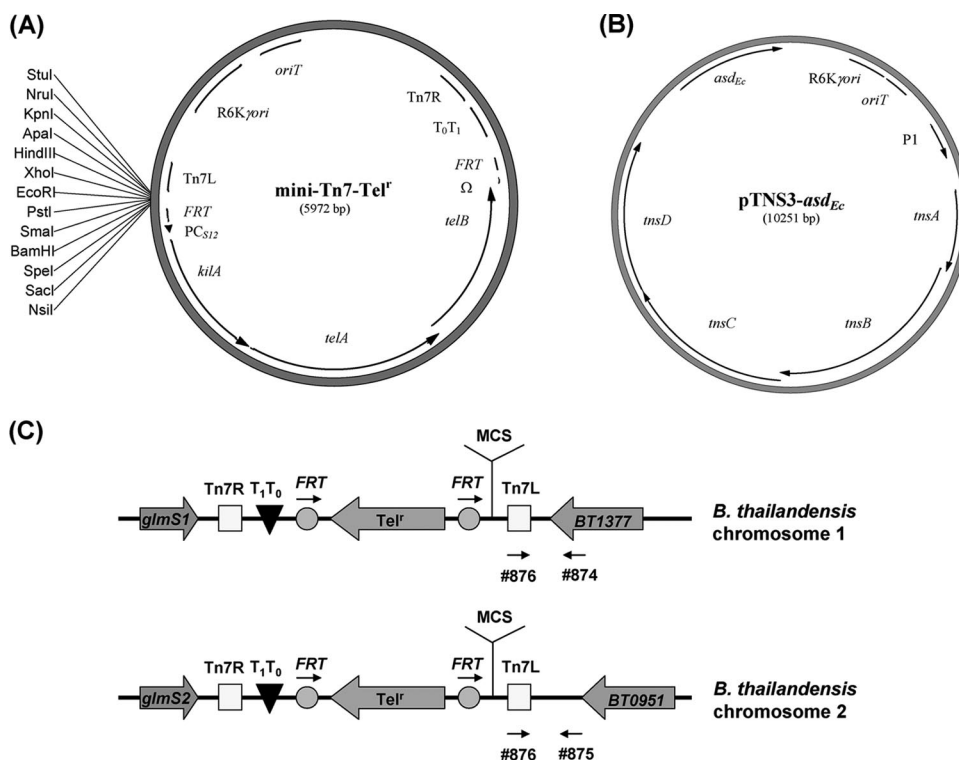 (A)
StuI
NruI
KpnI
ApaI
HindIII
XhoI
EcoRI
PstI
SmaI
BamHI
SpeI
SacI
NsiI
oriT
R6Kγori
Tn7L
FRT
PCS12
kilA
telA
telB
Ω
FRT
T0T1
Tn7R
mini-Tn7-Telr
(5972 bp)
(B)
asdEc
R6Kγori
oriT
P1
tnsA
tnsB
tnsC
tnsD
pTNS3-asdEc
(10251 bp)
(C)
MCS
Tn7R T1T0 FRT FRT Tn7L
glmS1 Telr BT1377
#876 #874
B. thailandensis
chromosome 1
MCS
Tn7R T1T0 FRT FRT Tn7L
glmS2 Telr BT0951
#876 #875
B. thailandensis
chromosome 2